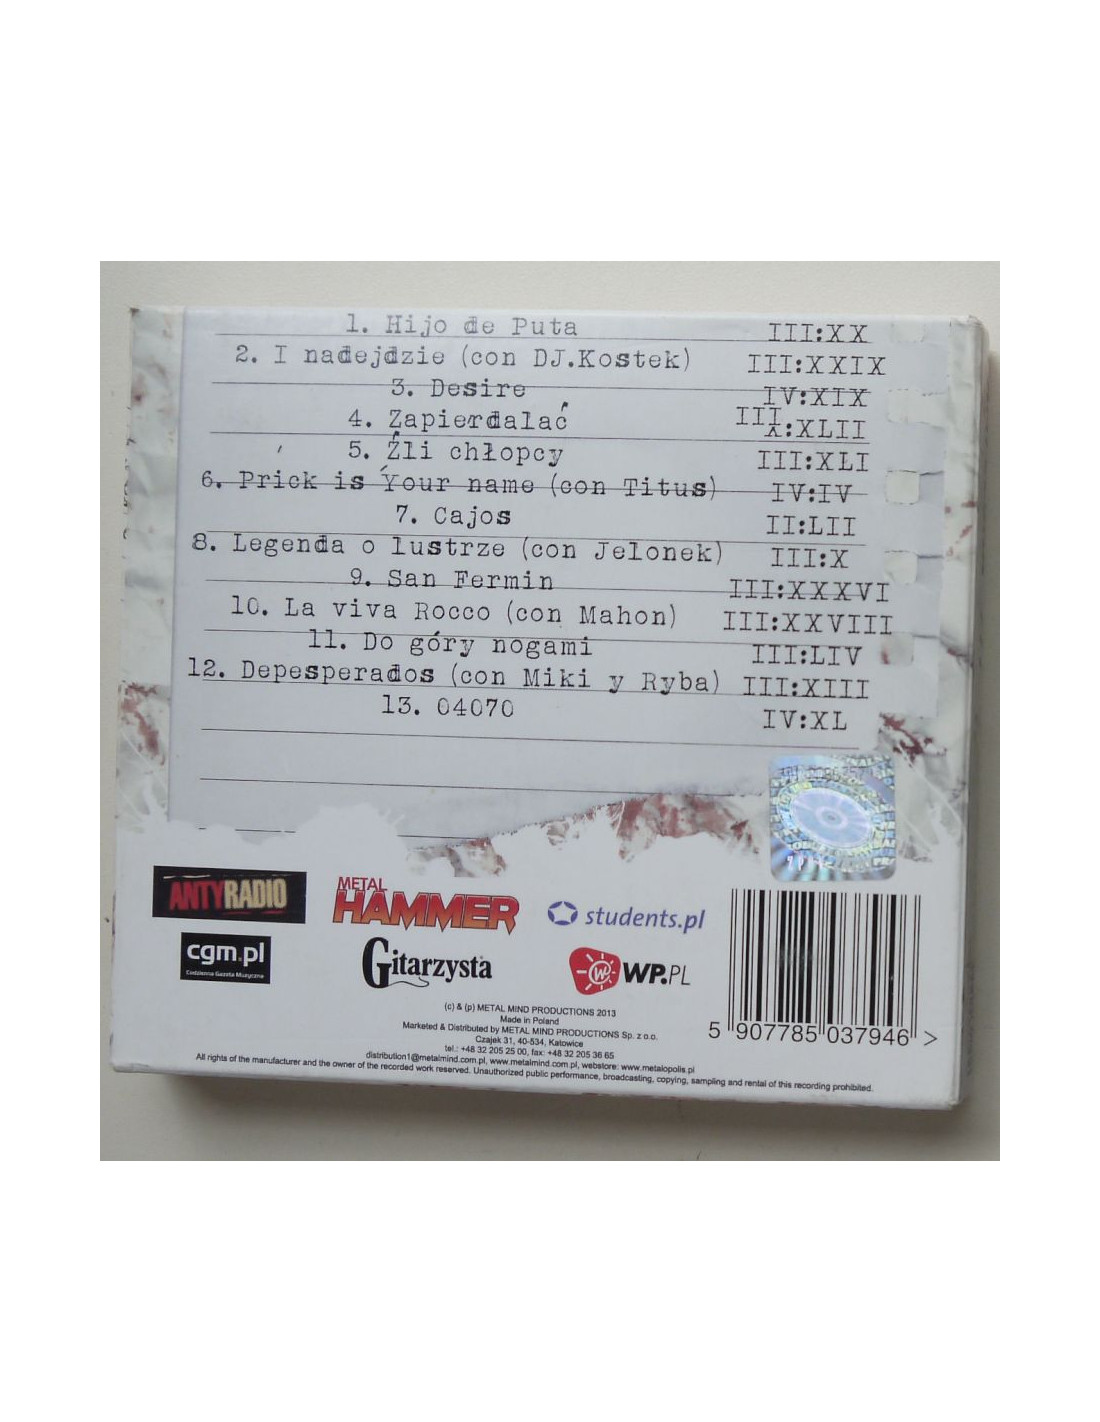 1. Hijo de Puta III:XX
2. I nadejdzie (con DJ.Kostek) III:XXIX
3. Desire IV:XIX
4. Zapierdalać III:XLII
5. Źli chłopcy III:XLI
6. Prick is Your name (con Titus) IV:IV
7. Cajos II:LII
8. Legenda o lustrze (con Jelonek) III:X
9. San Fermin III:XXXVI
10. La viva Rocco (con Mahon) III:XXVIII
11. Do góry nogami III:LIV
12. Depesperados (con Miki y Ryba) III:XIII
13. 04070 IV:XL
ANTYRADIO
METAL HAMMER
students.pl
cgm.pl
Codzienna Gazeta Muzyczna
Gitarzysta
WP.PL
(c) & (p) METAL MIND PRODUCTIONS 2013
Made in Poland
Marketed & Distributed by METAL MIND PRODUCTIONS Sp. z o.o.
Czajek 31, 40-534, Katowice
tel.: +48 32 205 25 00, fax: +48 32 205 36 65
distribution1@metalmind.com.pl, www.metalmind.com.pl, webstore: www.metalopolis.pl
All rights of the manufacturer and the owner of the recorded work reserved. Unauthorized public performance, broadcasting, copying, sampling and rental of this recording prohibited.
5 907785 037946 >